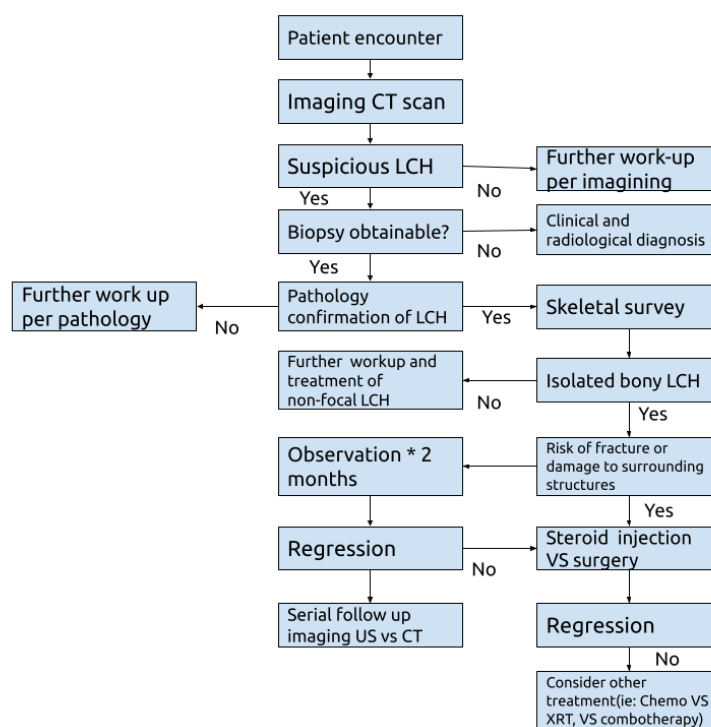 Patient encounter
Imaging CT scan
Suspicious LCH
No
Further work-up
per imagining
Yes
Biopsy obtainable?
No
Clinical and
radiological diagnosis
Yes
Further work up
per pathology
No
Pathology
confirmation of LCH
Yes
Skeletal survey
Further workup and
treatment of
non-focal LCH
No
Isolated bony LCH
Yes
Observation * 2
months
Risk of fracture or
damage to surrounding
structures
Yes
Regression
No
Steroid injection
VS surgery
Serial follow up
imaging US vs CT
Regression
No
Consider other
treatment(ie: Chemo VS
XRT, VS combotherapy)